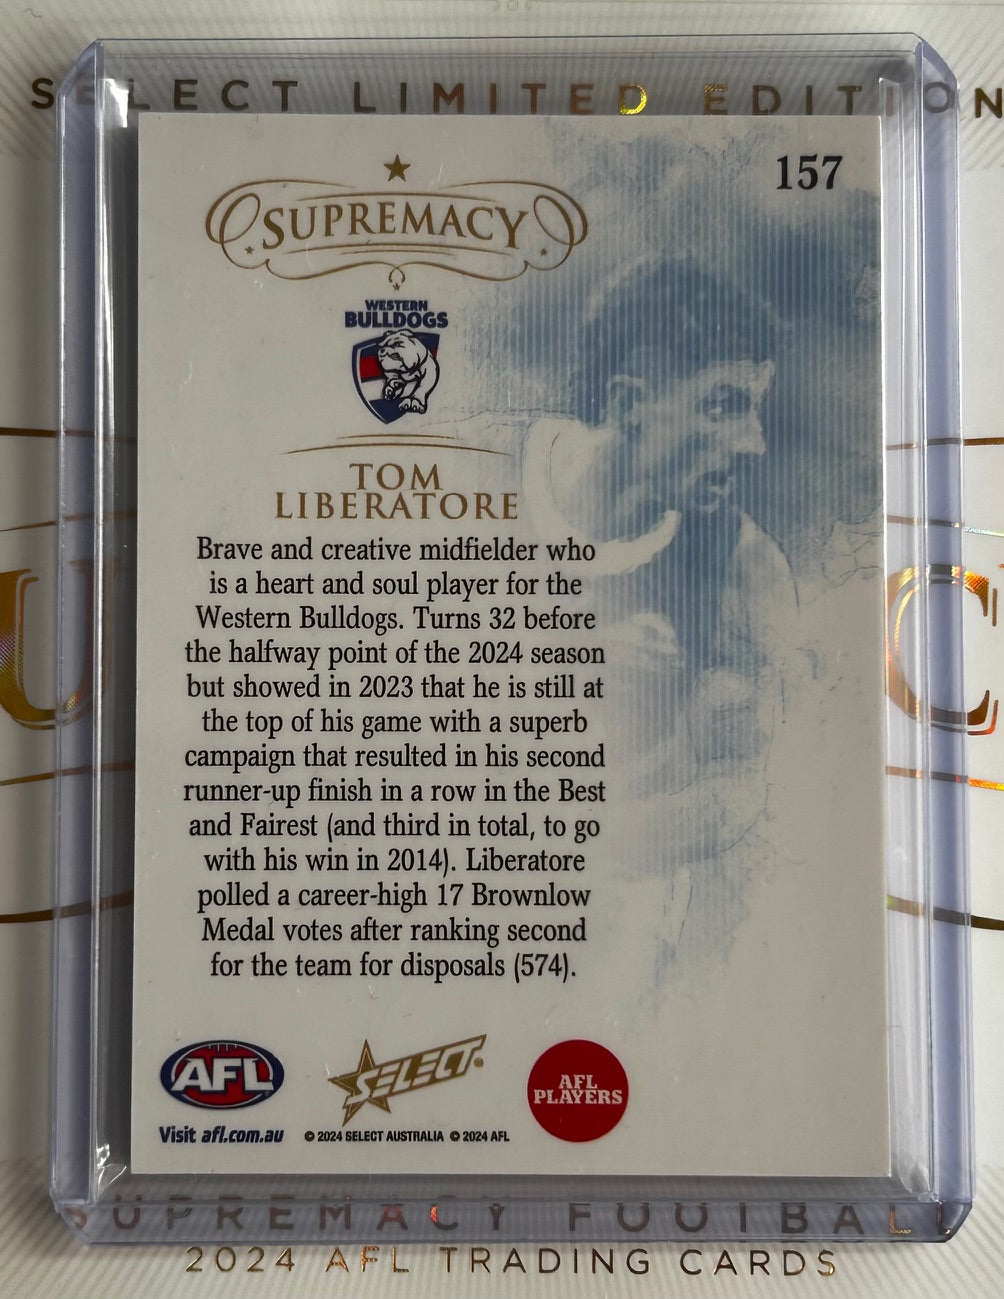 SELECT LIMITED EDITION
157
SUPREMACY
WESTERN
BULLDOGS
TOM
LIBERATORE
Brave and creative midfielder who
is a heart and soul player for the
Western Bulldogs. Turns 32 before
the halfway point of the 2024 season
but showed in 2023 that he is still at
the top of his game with a superb
campaign that resulted in his second
runner-up finish in a row in the Best
and Fairest (and third in total, to go
with his win in 2014). Liberatore
polled a career-high 17 Brownlow
Medal votes after ranking second
for the team for disposals (574).
AFL
Visit afl.com.au
SELECT
© 2024 SELECT AUSTRALIA © 2024 AFL
AFL
PLAYERS
SUPREMACY FOOTBALL
2024 AFL TRADING CARDS